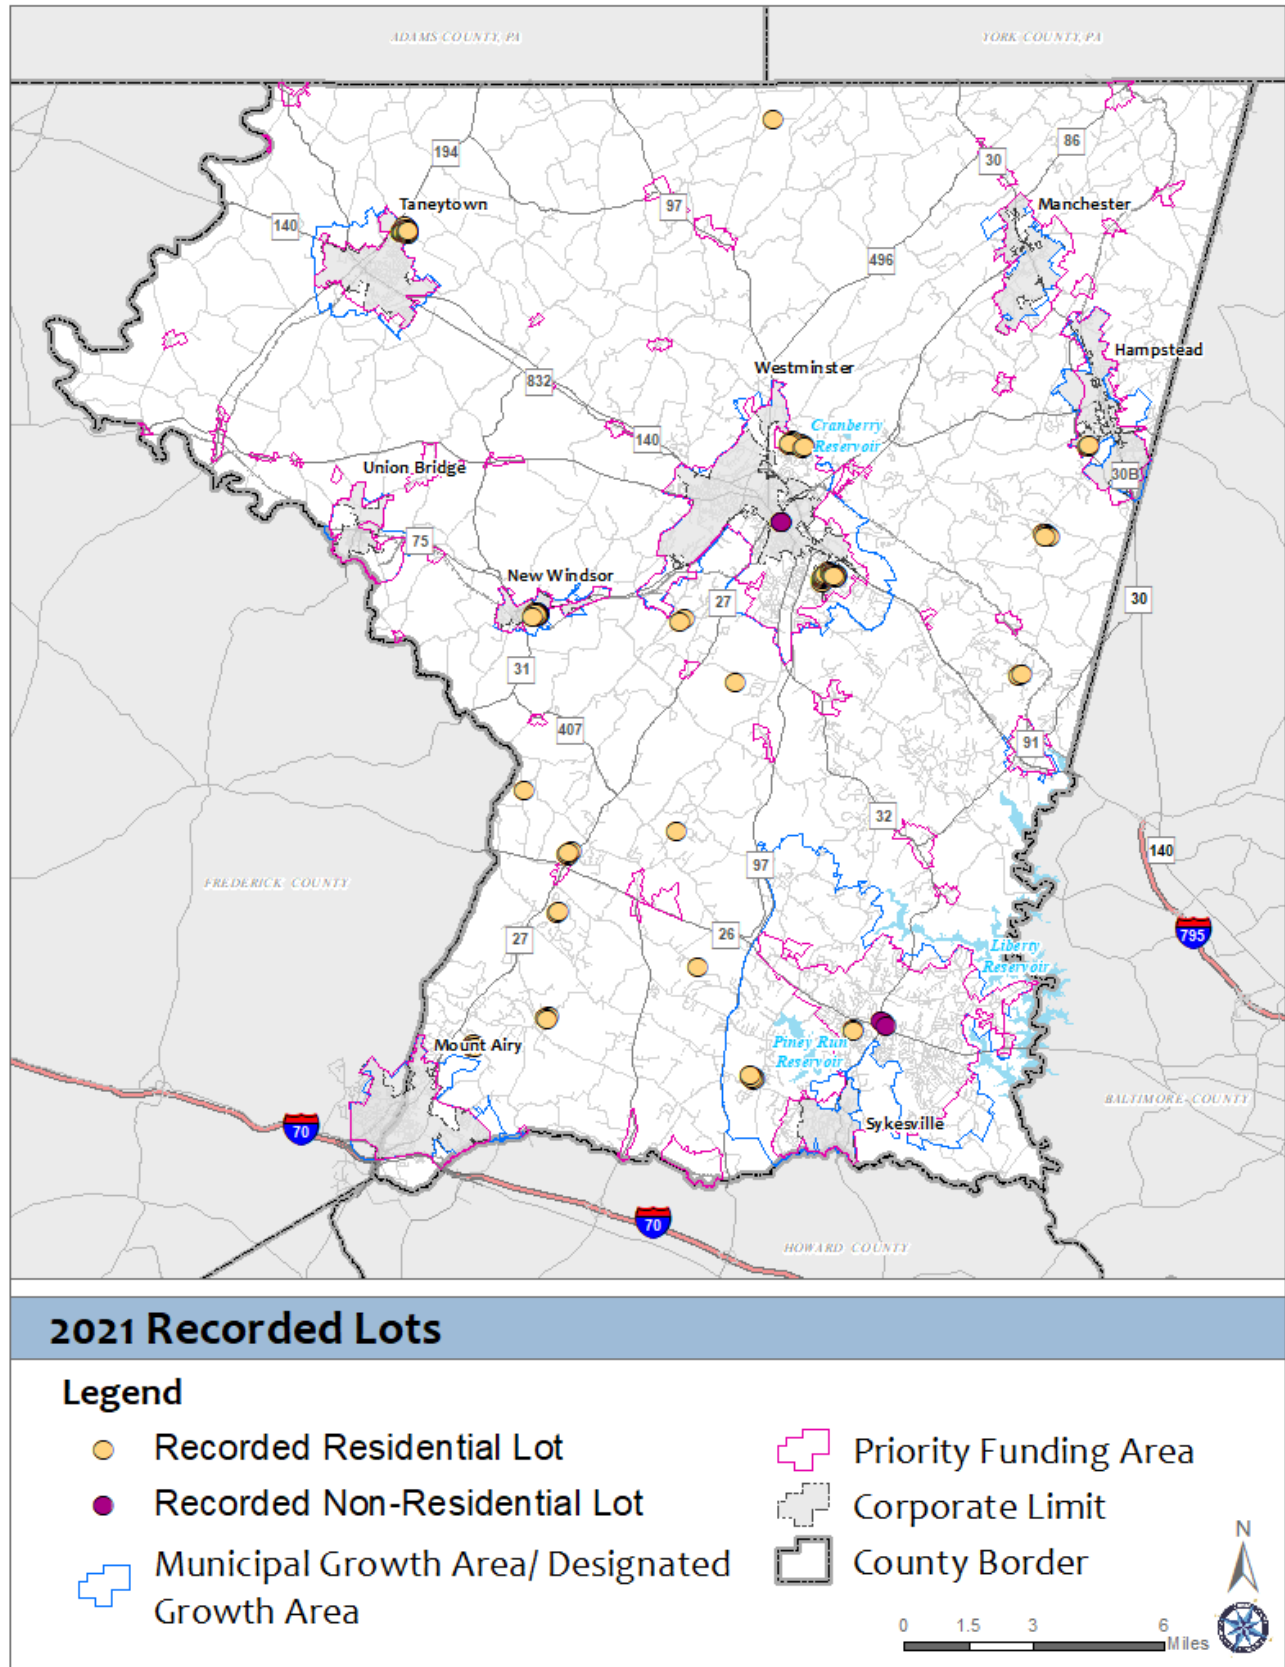 ADAMS COUNTY, PA
YORK COUNTY, PA
194
86
30
97
Taneytown
Manchester
140
496
Hampstead
Westminster
832
Cranberry
Reservoir
140
Union Bridge
30B
75
New Windsor
27
30
31
407
91
32
140
97
FREDERICK COUNTY
27
26
795
Liberty
Reservoir
Mount Airy
Piney Run
Reservoir
BALTIMORE COUNTY
70
Sykesville
70
HOWARD COUNTY
2021 Recorded Lots
Legend
Recorded Residential Lot
Recorded Non-Residential Lot
Municipal Growth Area/ Designated
Growth Area
Priority Funding Area
Corporate Limit
County Border
N
0 1.5 3 6
Miles